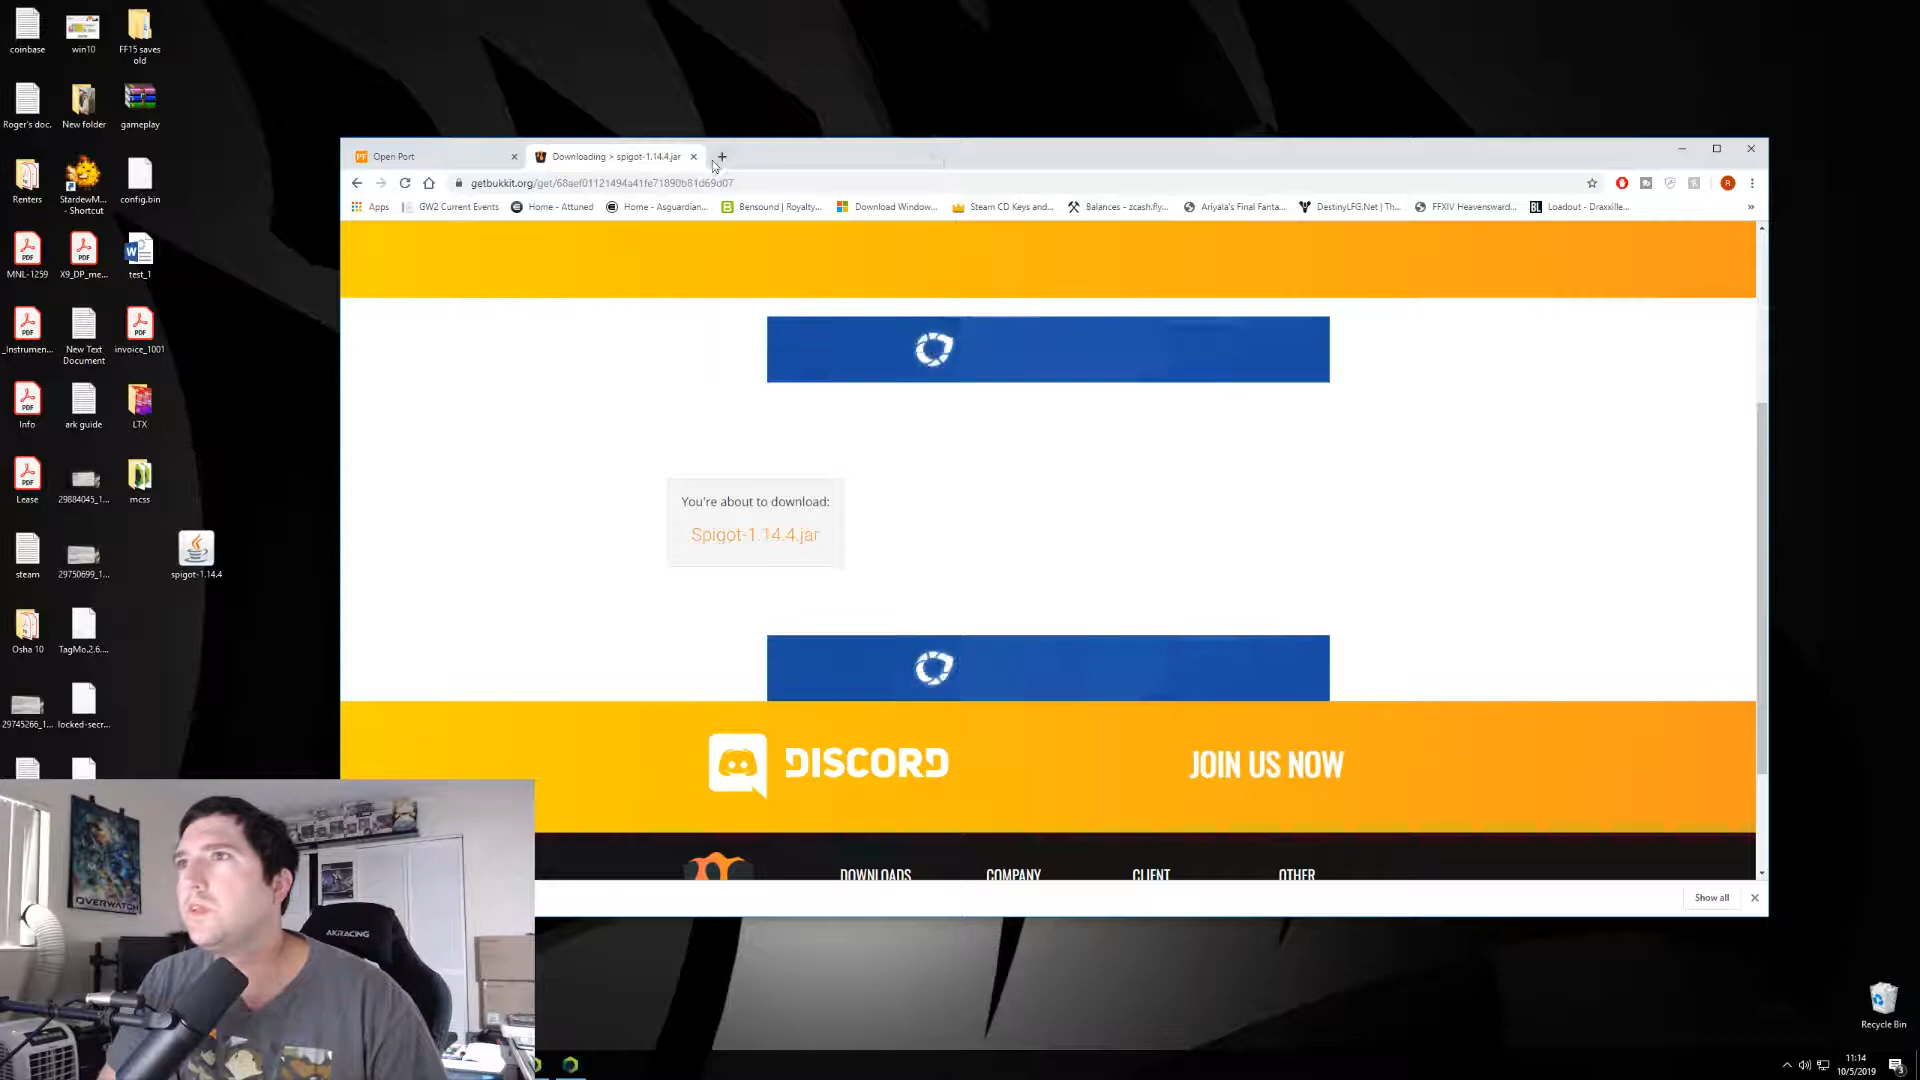 coinbase
win10
FF15 saves
old
Roger's doc.
New folder
gameplay
Renters
StardewM...
- Shortcut
config.bin
MNL-1259
X9_DP_me...
test_1
_Instrumen...
New Text
Document
invoice_1001
Info
ark guide
LTX
Lease
29884045_1...
mcss
steam
29750699_1...
spigot-1.14.4
Osha 10
TagMo.2.6....
29745266_1...
locked-secr...
Open Port
Downloading > spigot-1.14.4.jar
getbukkit.org/get/68aef01121494a41fe71890b81d69d07
Apps
GW2 Current Events
Home - Attuned
Home - Asguardian...
Bensound | Royalty...
Download Window...
Steam CD Keys and...
Balances - zcash.fly...
Ariyala's Final Fanta...
DestinyLFG.Net | Th...
FFXIV Heavensward...
BL
Loadout - Draxxille...
»
You're about to download:
Spigot-1.14.4.jar
DISCORD
JOIN US NOW
DOWNLOADS
COMPANY
CLIENT
OTHER
Show all
OVERWATCH
AKRACING
Recycle Bin
11:14
10/5/2019